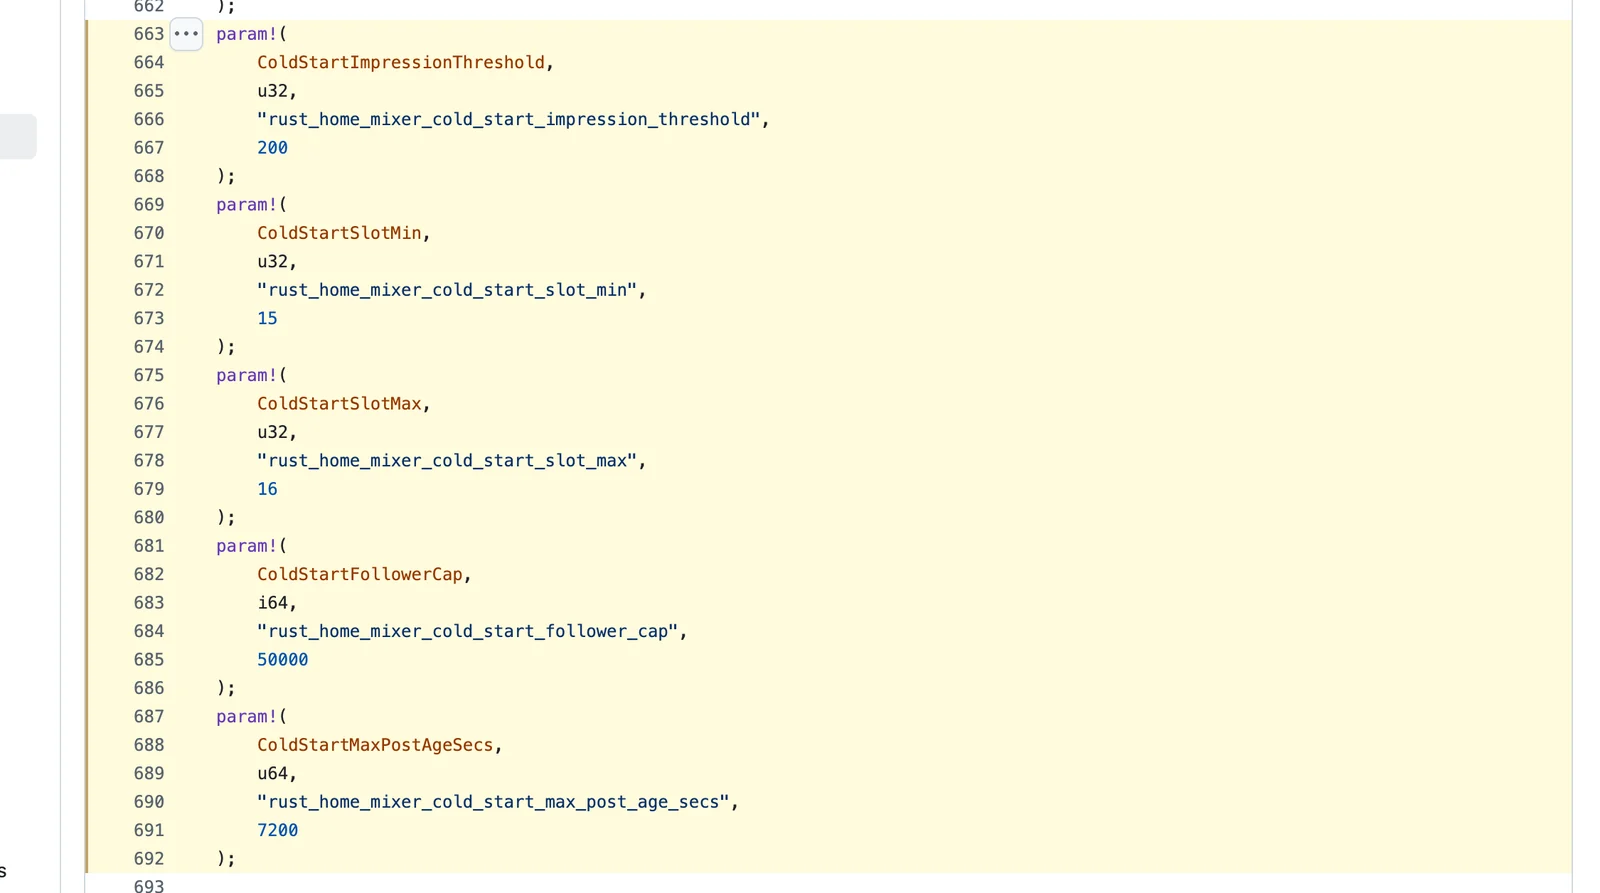 662 );
663 ••• param!(
664 ColdStartImpressionThreshold,
665 u32,
666 "rust_home_mixer_cold_start_impression_threshold",
667 200
668 );
669 param!(
670 ColdStartSlotMin,
671 u32,
672 "rust_home_mixer_cold_start_slot_min",
673 15
674 );
675 param!(
676 ColdStartSlotMax,
677 u32,
678 "rust_home_mixer_cold_start_slot_max",
679 16
680 );
681 param!(
682 ColdStartFollowerCap,
683 i64,
684 "rust_home_mixer_cold_start_follower_cap",
685 50000
686 );
687 param!(
688 ColdStartMaxPostAgeSecs,
689 u64,
690 "rust_home_mixer_cold_start_max_post_age_secs",
691 7200
692 );
s
693